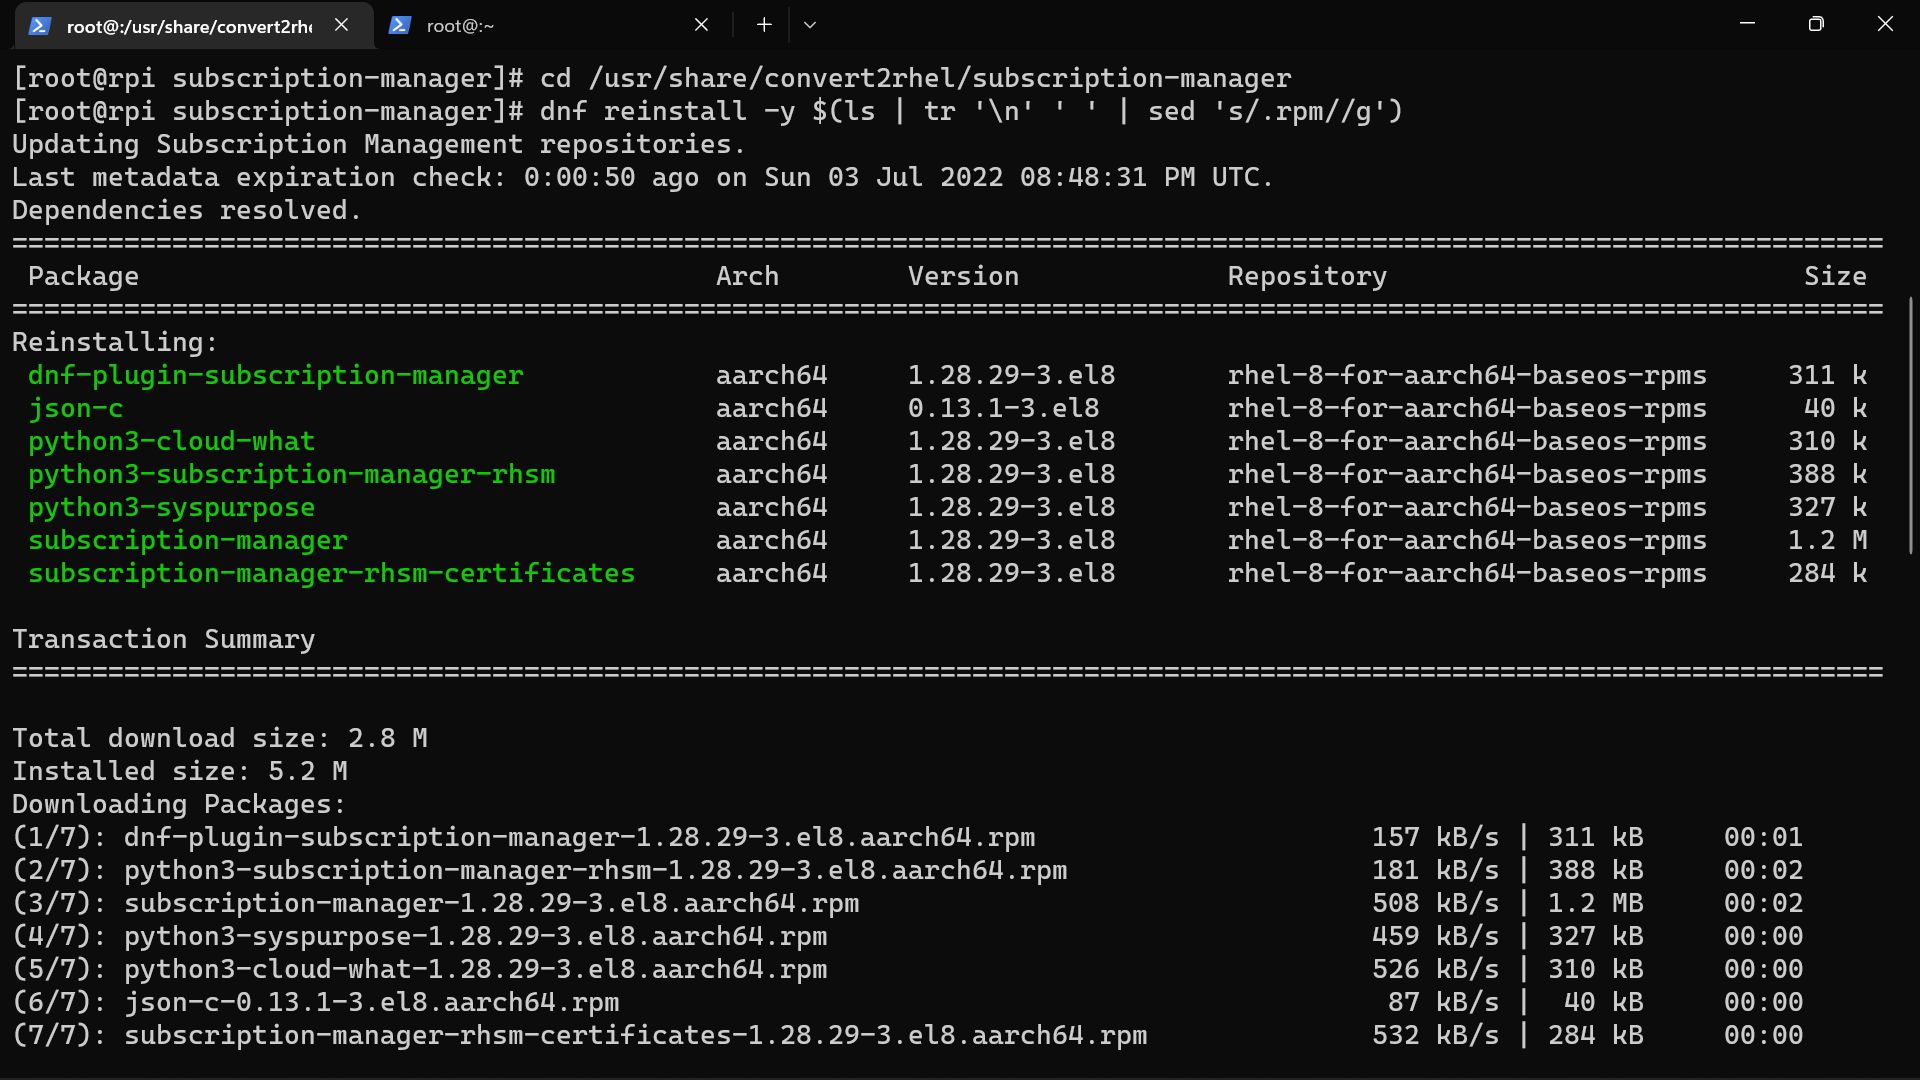 root@:/usr/share/convert2rh
root@:~
[root@rpi subscription-manager]# cd /usr/share/convert2rhel/subscription-manager
[root@rpi subscription-manager]# dnf reinstall -y $(ls | tr '\n' ' ' | sed 's/.rpm//g')
Updating Subscription Management repositories.
Last metadata expiration check: 0:00:50 ago on Sun 03 Jul 2022 08:48:31 PM UTC.
Dependencies resolved.
=====================================================================================================================
Package Arch Version Repository Size
=====================================================================================================================
Reinstalling:
dnf-plugin-subscription-manager aarch64 1.28.29-3.el8 rhel-8-for-aarch64-baseos-rpms 311 k
json-c aarch64 0.13.1-3.el8 rhel-8-for-aarch64-baseos-rpms 40 k
python3-cloud-what aarch64 1.28.29-3.el8 rhel-8-for-aarch64-baseos-rpms 310 k
python3-subscription-manager-rhsm aarch64 1.28.29-3.el8 rhel-8-for-aarch64-baseos-rpms 388 k
python3-syspurpose aarch64 1.28.29-3.el8 rhel-8-for-aarch64-baseos-rpms 327 k
subscription-manager aarch64 1.28.29-3.el8 rhel-8-for-aarch64-baseos-rpms 1.2 M
subscription-manager-rhsm-certificates aarch64 1.28.29-3.el8 rhel-8-for-aarch64-baseos-rpms 284 k
Transaction Summary
=====================================================================================================================
Total download size: 2.8 M
Installed size: 5.2 M
Downloading Packages:
(1/7): dnf-plugin-subscription-manager-1.28.29-3.el8.aarch64.rpm 157 kB/s | 311 kB 00:01
(2/7): python3-subscription-manager-rhsm-1.28.29-3.el8.aarch64.rpm 181 kB/s | 388 kB 00:02
(3/7): subscription-manager-1.28.29-3.el8.aarch64.rpm 508 kB/s | 1.2 MB 00:02
(4/7): python3-syspurpose-1.28.29-3.el8.aarch64.rpm 459 kB/s | 327 kB 00:00
(5/7): python3-cloud-what-1.28.29-3.el8.aarch64.rpm 526 kB/s | 310 kB 00:00
(6/7): json-c-0.13.1-3.el8.aarch64.rpm 87 kB/s | 40 kB 00:00
(7/7): subscription-manager-rhsm-certificates-1.28.29-3.el8.aarch64.rpm 532 kB/s | 284 kB 00:00